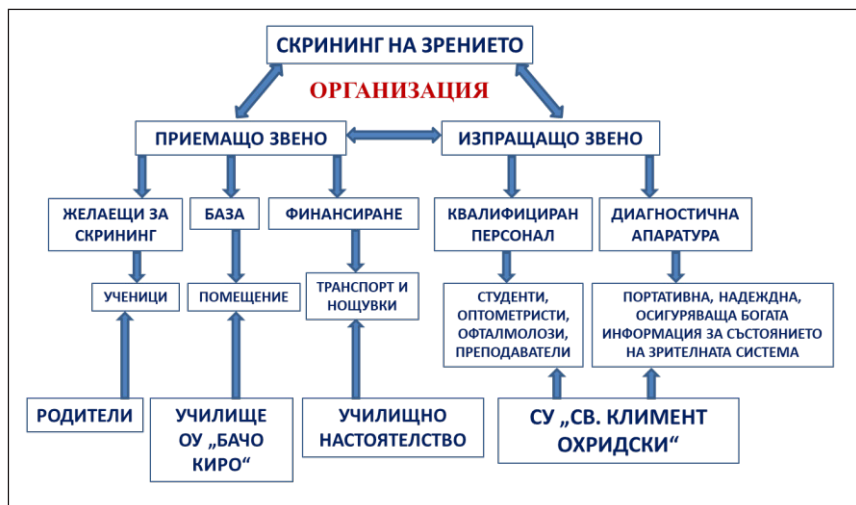 СКРИНИНГ НА ЗРЕНИЕТО
ОРГАНИЗАЦИЯ
ПРИЕМАЩО ЗВЕНО
ИЗПРАЩАЩО ЗВЕНО
ЖЕЛАЕЩИ ЗА
СКРИНИНГ
БАЗА
ФИНАНСИРАНЕ
КВАЛИФИЦИРАН
ПЕРСОНАЛ
ДИАГНОСТИЧНА
АПАРАТУРА
УЧЕНИЦИ
ПОМЕЩЕНИЕ
ТРАНСПОРТ И
НОЩУВКИ
СТУДЕНТИ,
ОПТОМЕТРИСТИ,
ОФТАЛМОЛОЗИ,
ПРЕПОДАВАТЕЛИ
ПОРТАТИВНА, НАДЕЖДНА,
ОСИГУРЯВАЩА БОГАТА
ИНФОРМАЦИЯ ЗА СЪСТОЯНИЕТО
НА ЗРИТЕЛНАТА СИСТЕМА
РОДИТЕЛИ
УЧИЛИЩЕ
ОУ „БАЧО
КИРО“
УЧИЛИЩНО
НАСТОЯТЕЛСТВО
СУ „СВ. КЛИМЕНТ
ОХРИДСКИ“